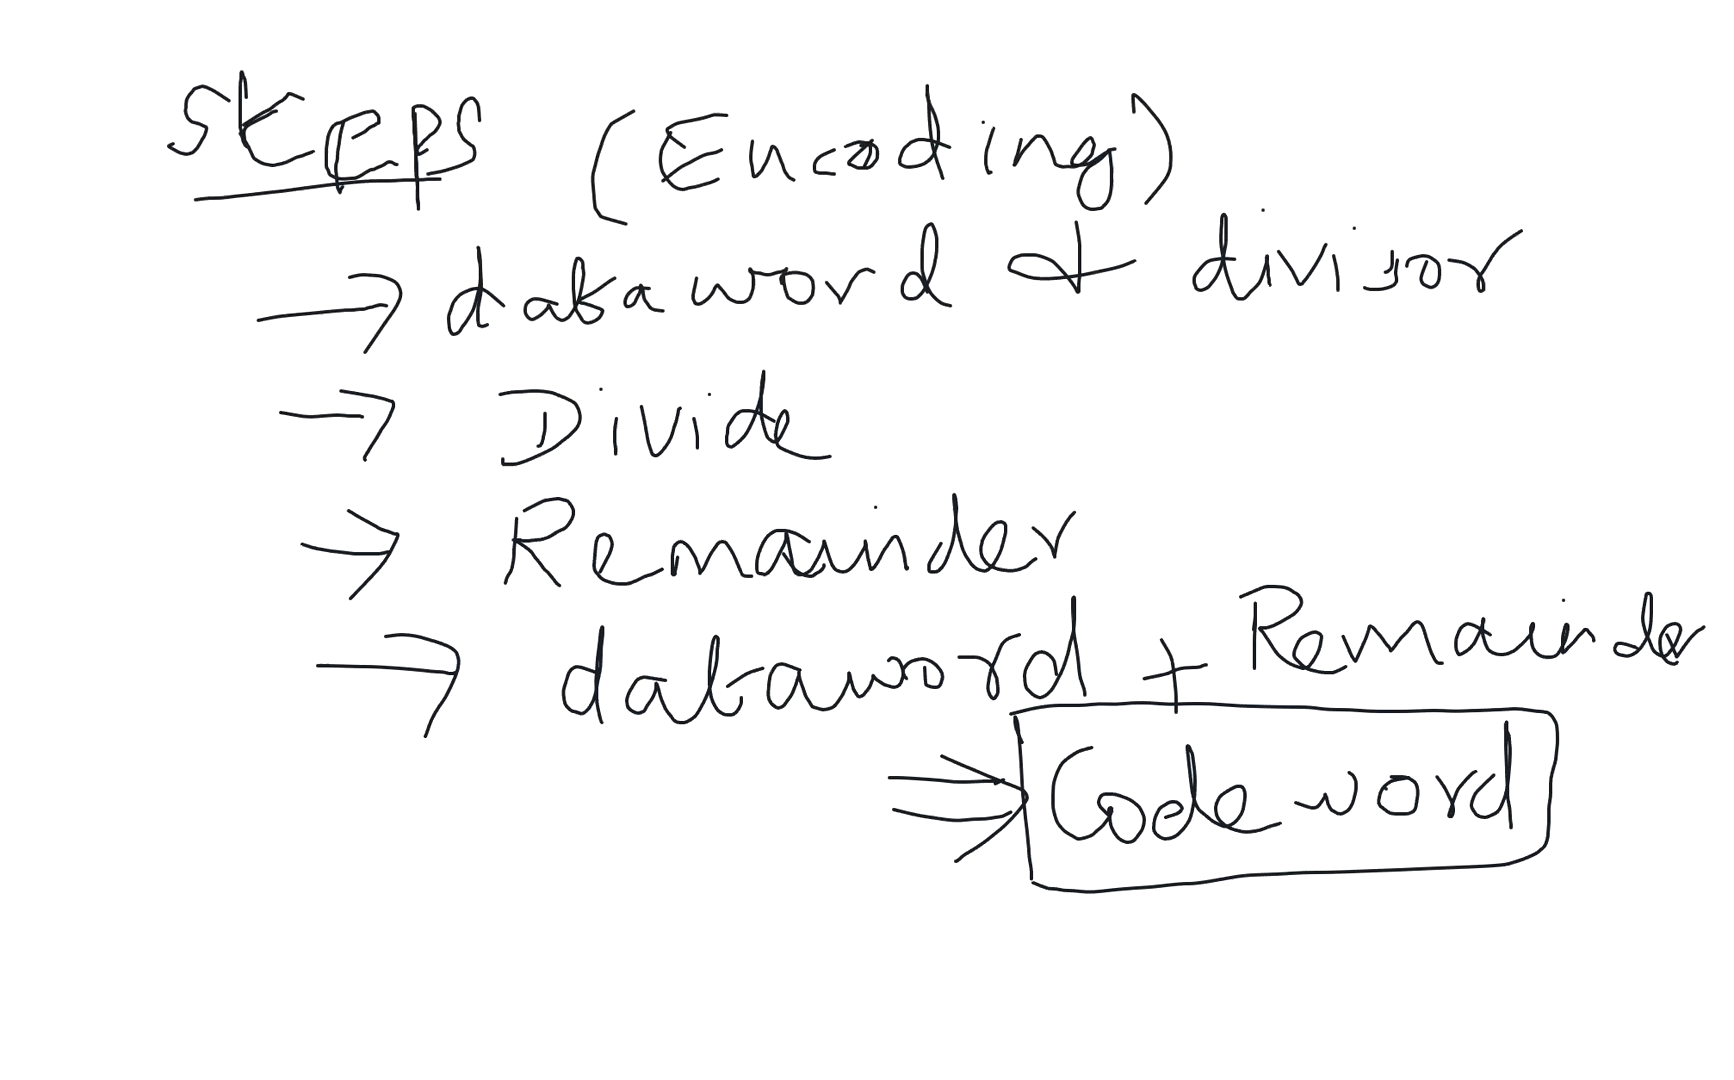 Steps (Encoding)
→ dataword & divisor
→ Divide
→ Remainder
→ dataword + Remainder
⇒ Codeword